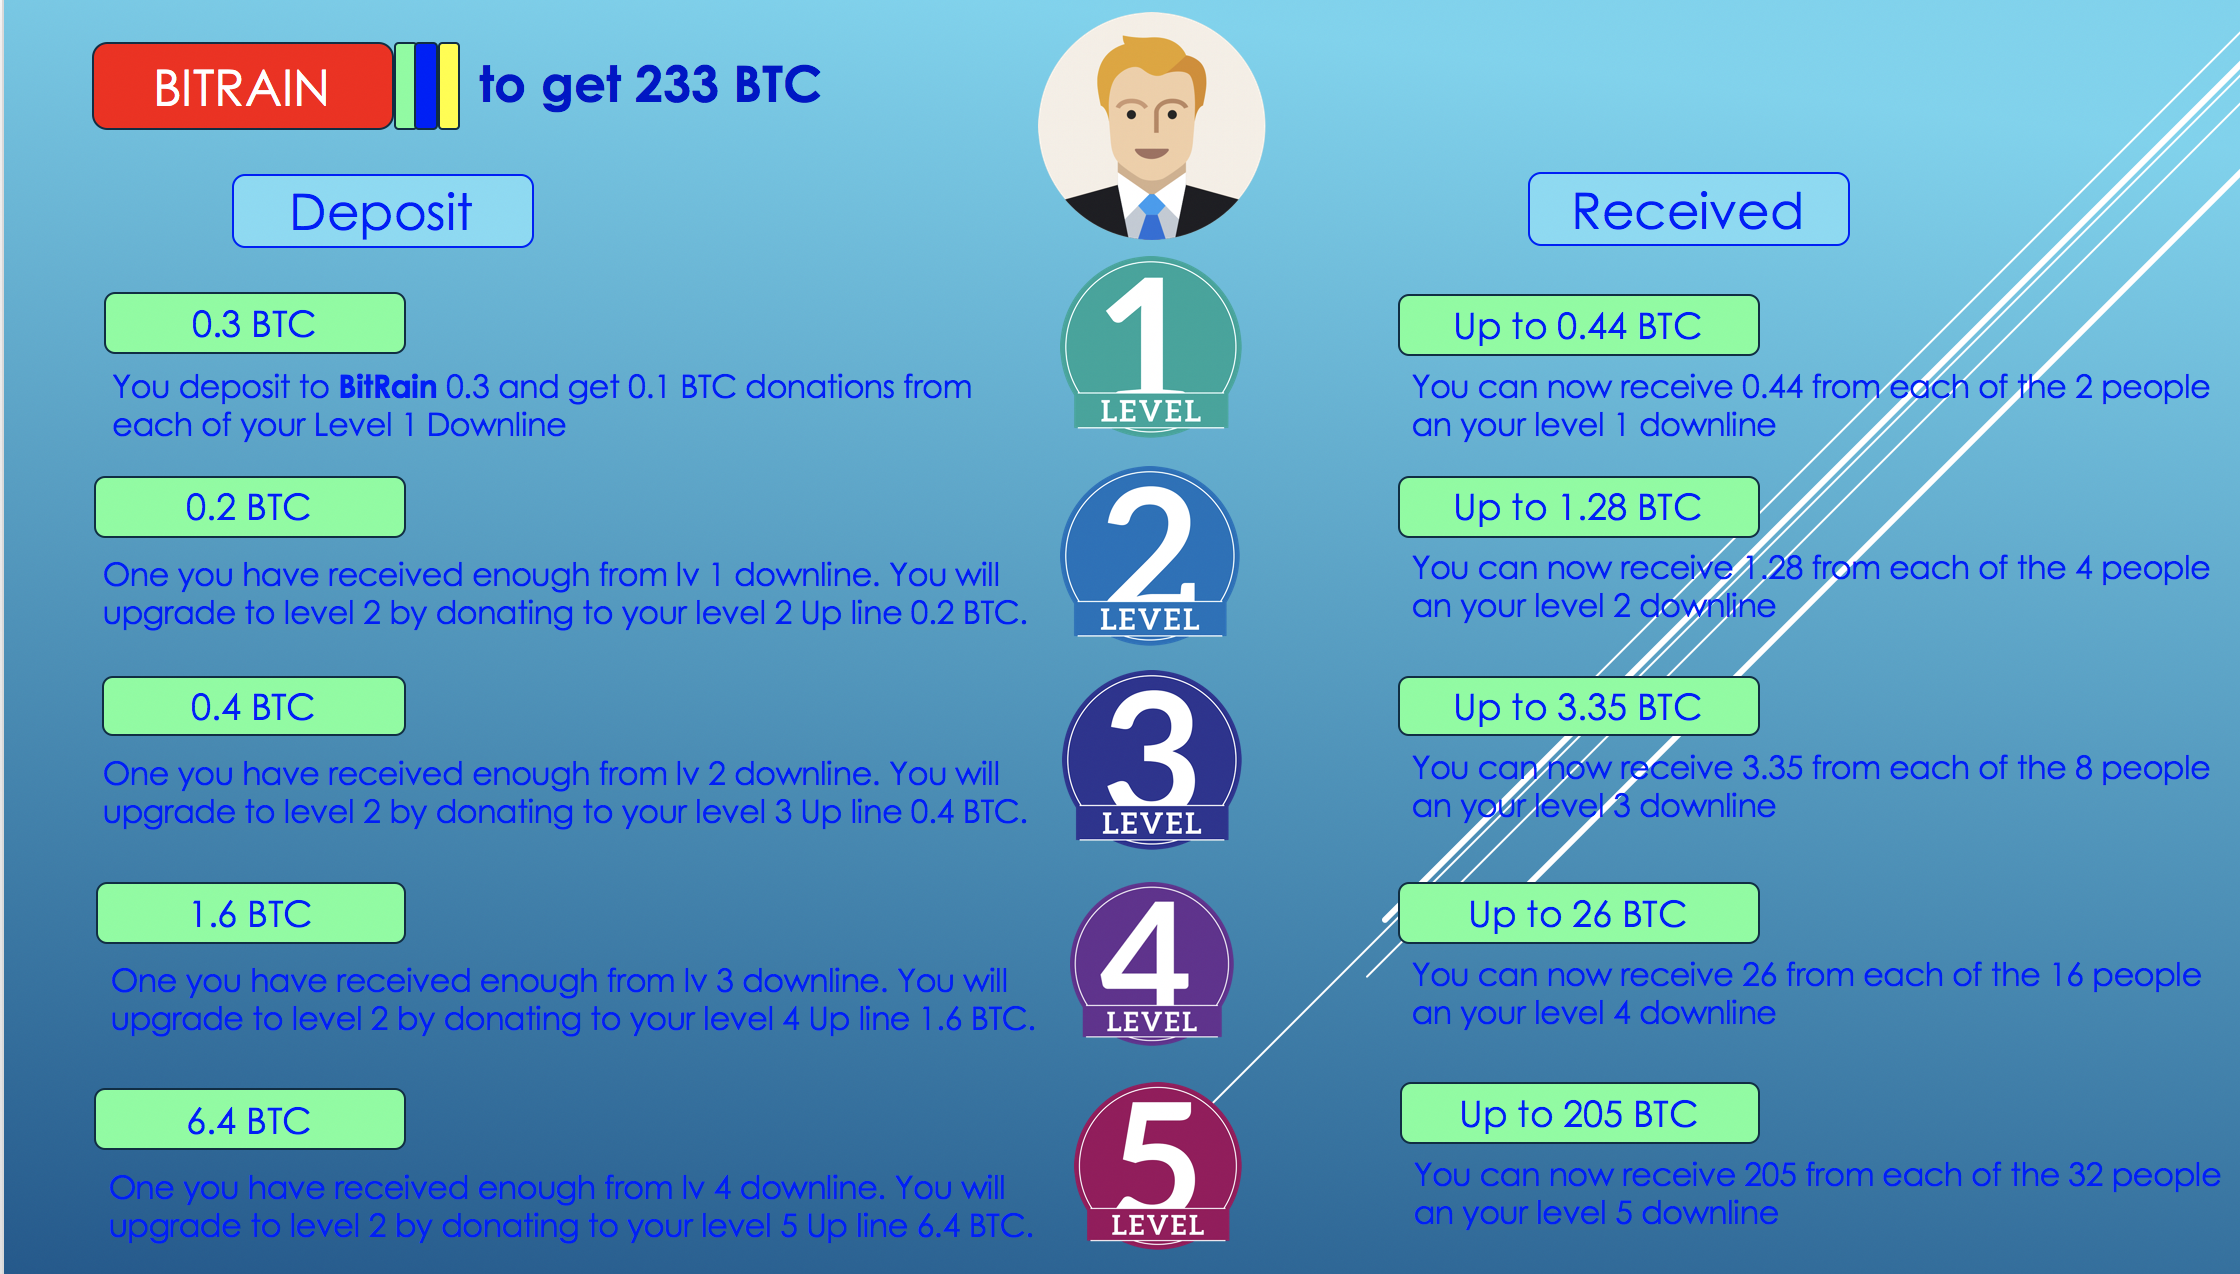 BITRAIN to get 233 BTC
Deposit
Received
0.3 BTC
You deposit to BitRain 0.3 and get 0.1 BTC donations from
each of your Level 1 Downline
1
LEVEL
Up to 0.44 BTC
You can now receive 0.44 from each of the 2 people
an your level 1 downline
0.2 BTC
One you have received enough from lv 1 downline. You will
upgrade to level 2 by donating to your level 2 Up line 0.2 BTC.
2
LEVEL
Up to 1.28 BTC
You can now receive 1.28 from each of the 4 people
an your level 2 downline
0.4 BTC
One you have received enough from lv 2 downline. You will
upgrade to level 2 by donating to your level 3 Up line 0.4 BTC.
3
LEVEL
Up to 3.35 BTC
You can now receive 3.35 from each of the 8 people
an your level 3 downline
1.6 BTC
One you have received enough from lv 3 downline. You will
upgrade to level 2 by donating to your level 4 Up line 1.6 BTC.
4
LEVEL
Up to 26 BTC
You can now receive 26 from each of the 16 people
an your level 4 downline
6.4 BTC
One you have received enough from lv 4 downline. You will
upgrade to level 2 by donating to your level 5 Up line 6.4 BTC.
5
LEVEL
Up to 205 BTC
You can now receive 205 from each of the 32 people
an your level 5 downline